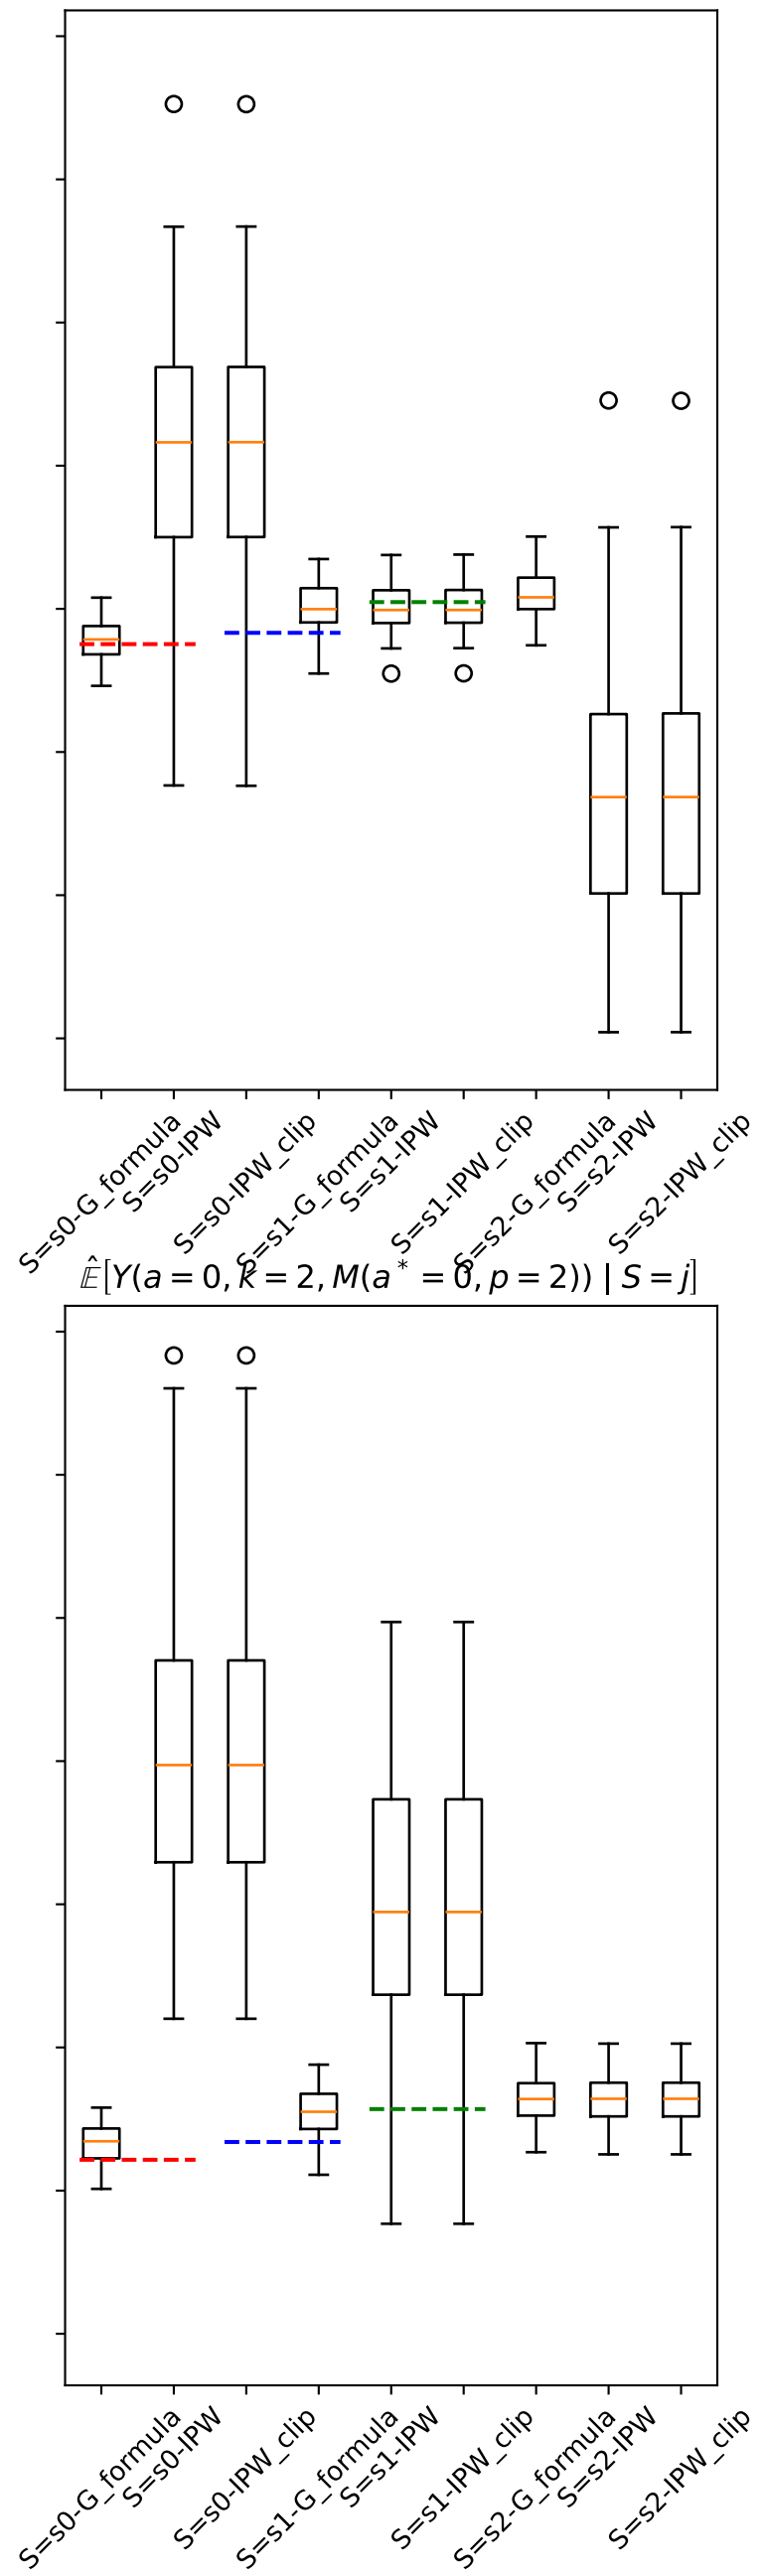 S=s0-G_formula
S=s0-IPW
S=s0-IPW_clip
S=s1-G_formula
S=s1-IPW
S=s1-IPW_clip
S=s2-G_formula
S=s2-IPW
S=s2-IPW_clip
𝔼̂[Y(a = 0, k = 2, M(a* = 0, p = 2)) | S = j]
S=s0-G_formula
S=s0-IPW
S=s0-IPW_clip
S=s1-G_formula
S=s1-IPW
S=s1-IPW_clip
S=s2-G_formula
S=s2-IPW
S=s2-IPW_clip